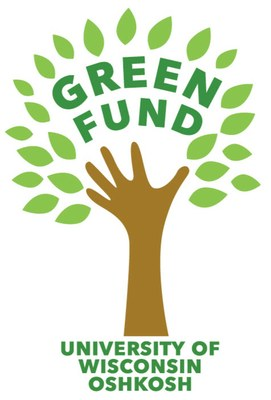 GREEN
FUND
UNIVERSITY OF
WISCONSIN
OSHKOSH